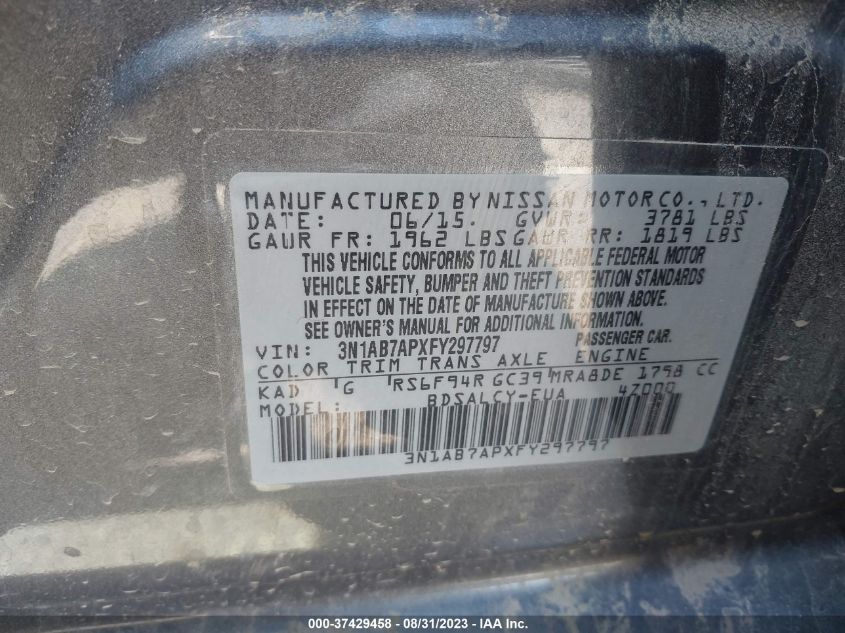 MANUFACTURED BY NISSAN MOTOR CO., LTD.
DATE: 06/15. GVWR: 3781 LBS
GAWR FR: 1962 LBS GAWR RR: 1819 LBS
THIS VEHICLE CONFORMS TO ALL APPLICABLE FEDERAL MOTOR
VEHICLE SAFETY, BUMPER AND THEFT PREVENTION STANDARDS
IN EFFECT ON THE DATE OF MANUFACTURE SHOWN ABOVE.
SEE OWNER'S MANUAL FOR ADDITIONAL INFORMATION.
PASSENGER CAR.
VIN: 3N1AB7APXFY297797
COLOR TRIM TRANS AXLE ENGINE
KAD G RS6F94R GC39 MRA8DE 1798 CC
MODEL: BDSALCY-EUA 4Z000
3N1AB7APXFY297797
000-37429458 - 08/31/2023 - © IAA Inc.